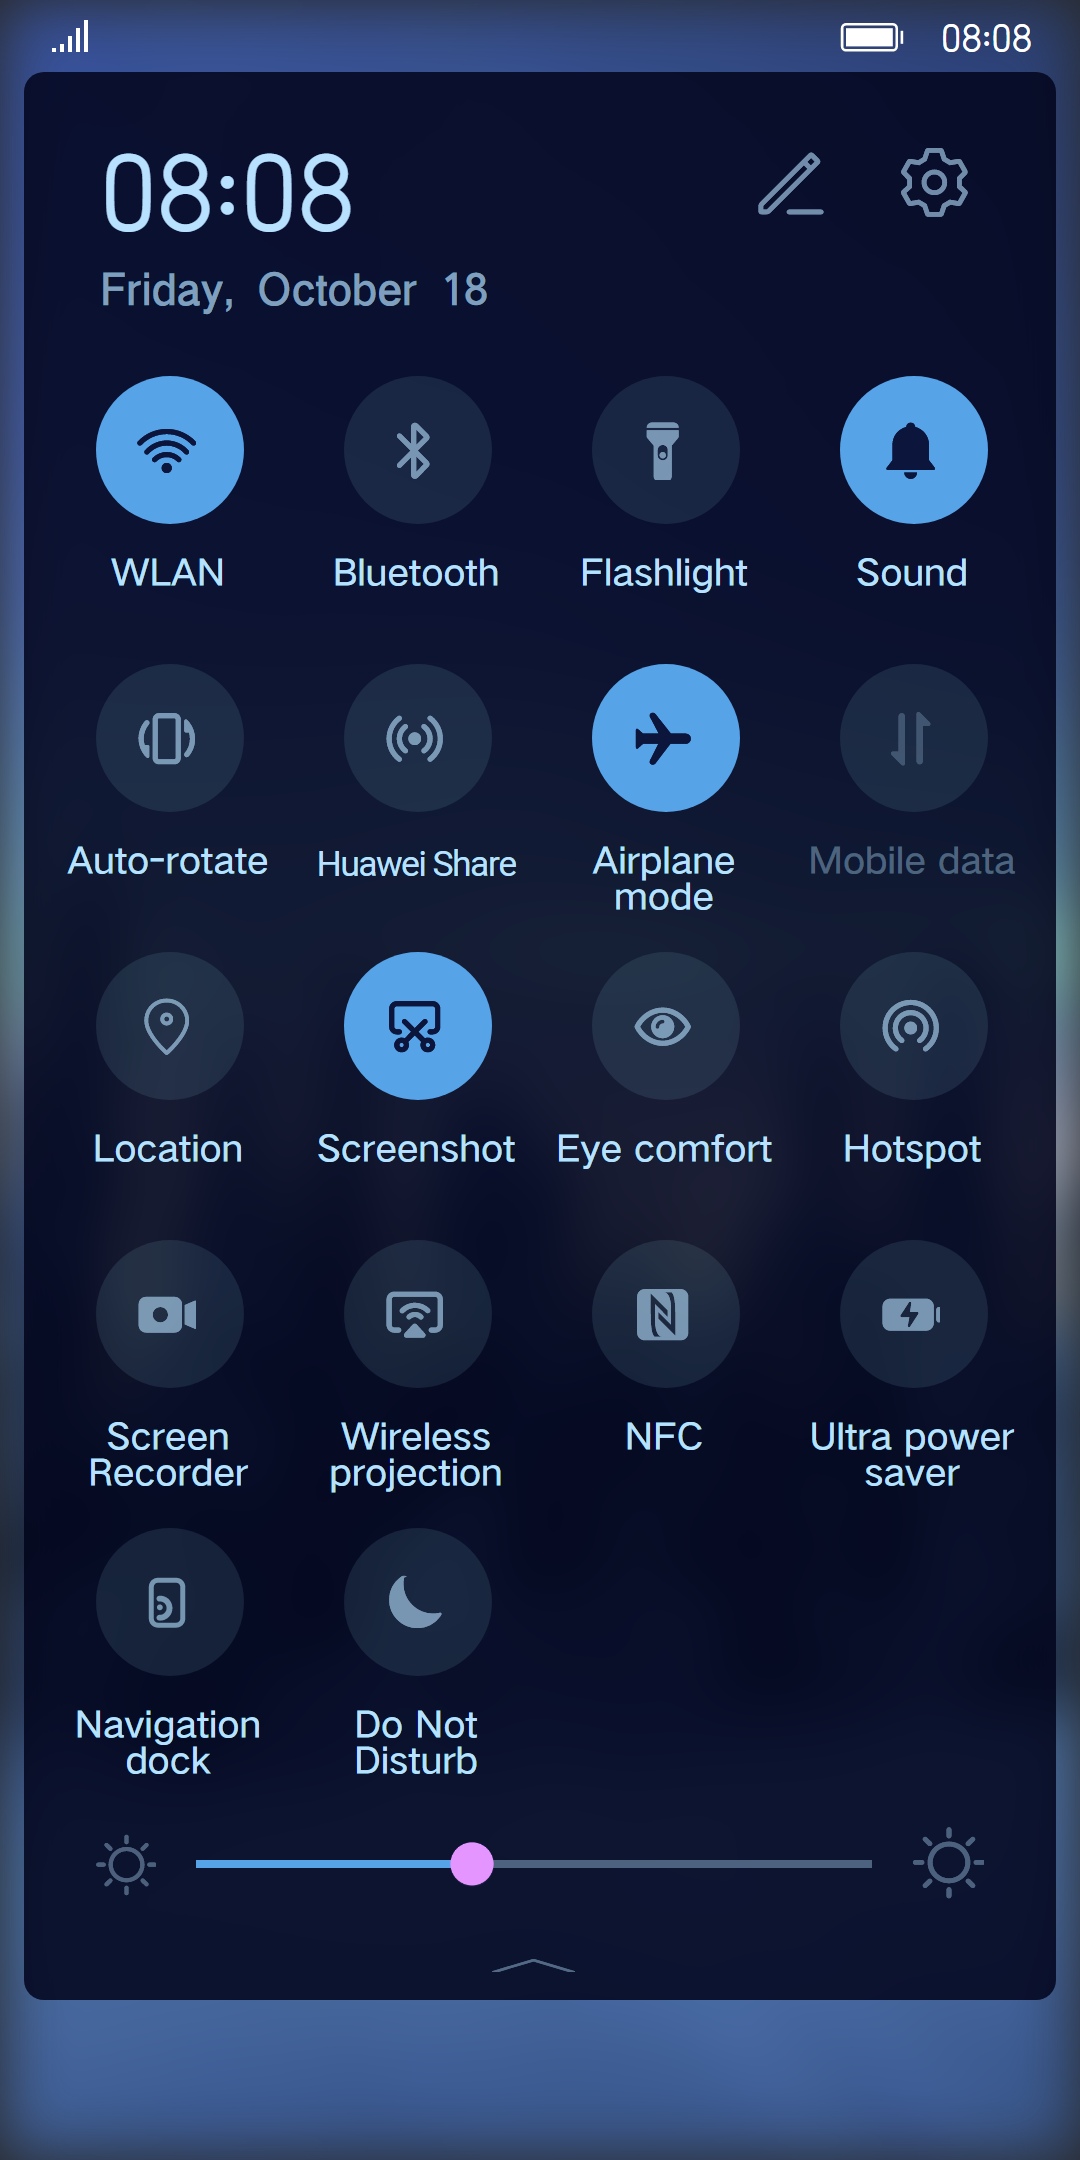 08:08
08:08
Friday, October 18
WLAN
Bluetooth
Flashlight
Sound
Auto-rotate
Huawei Share
Airplane
mode
Mobile data
Location
Screenshot
Eye comfort
Hotspot
Screen
Recorder
Wireless
projection
NFC
Ultra power
saver
Navigation
dock
Do Not
Disturb